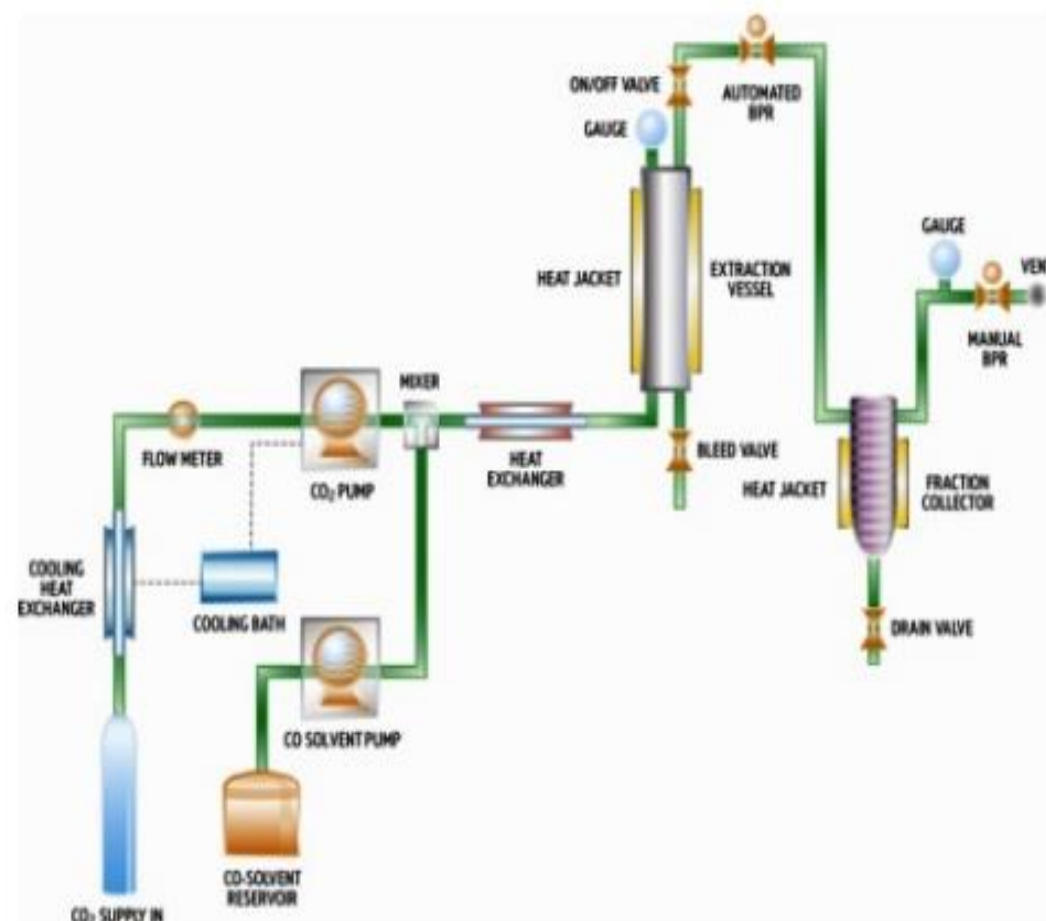 ON/OFF VALVE
AUTOMATED
BPR
GAUGE
GAUGE
HEAT JACKET
EXTRACTION
VESSEL
VEN
MANUAL
BPR
MIXER
FLOW METER
CO₂ PUMP
HEAT
EXCHANGER
BLEED VALVE
HEAT JACKET
FRACTION
COLLECTOR
COOLING
HEAT
EXCHANGER
COOLING BATH
DRAIN VALVE
CO SOLVENT PUMP
CO-SOLVENT
RESERVOIR
CO₂ SUPPLY IN